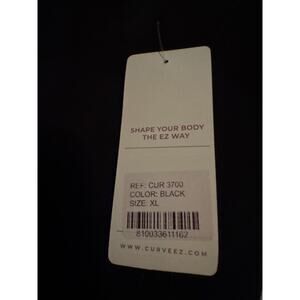 SHAPE YOUR BODY
THE EZ WAY
REF: CUR 3700
COLOR: BLACK
SIZE: XL
810033611162
WWW.CURVEEZ.COM